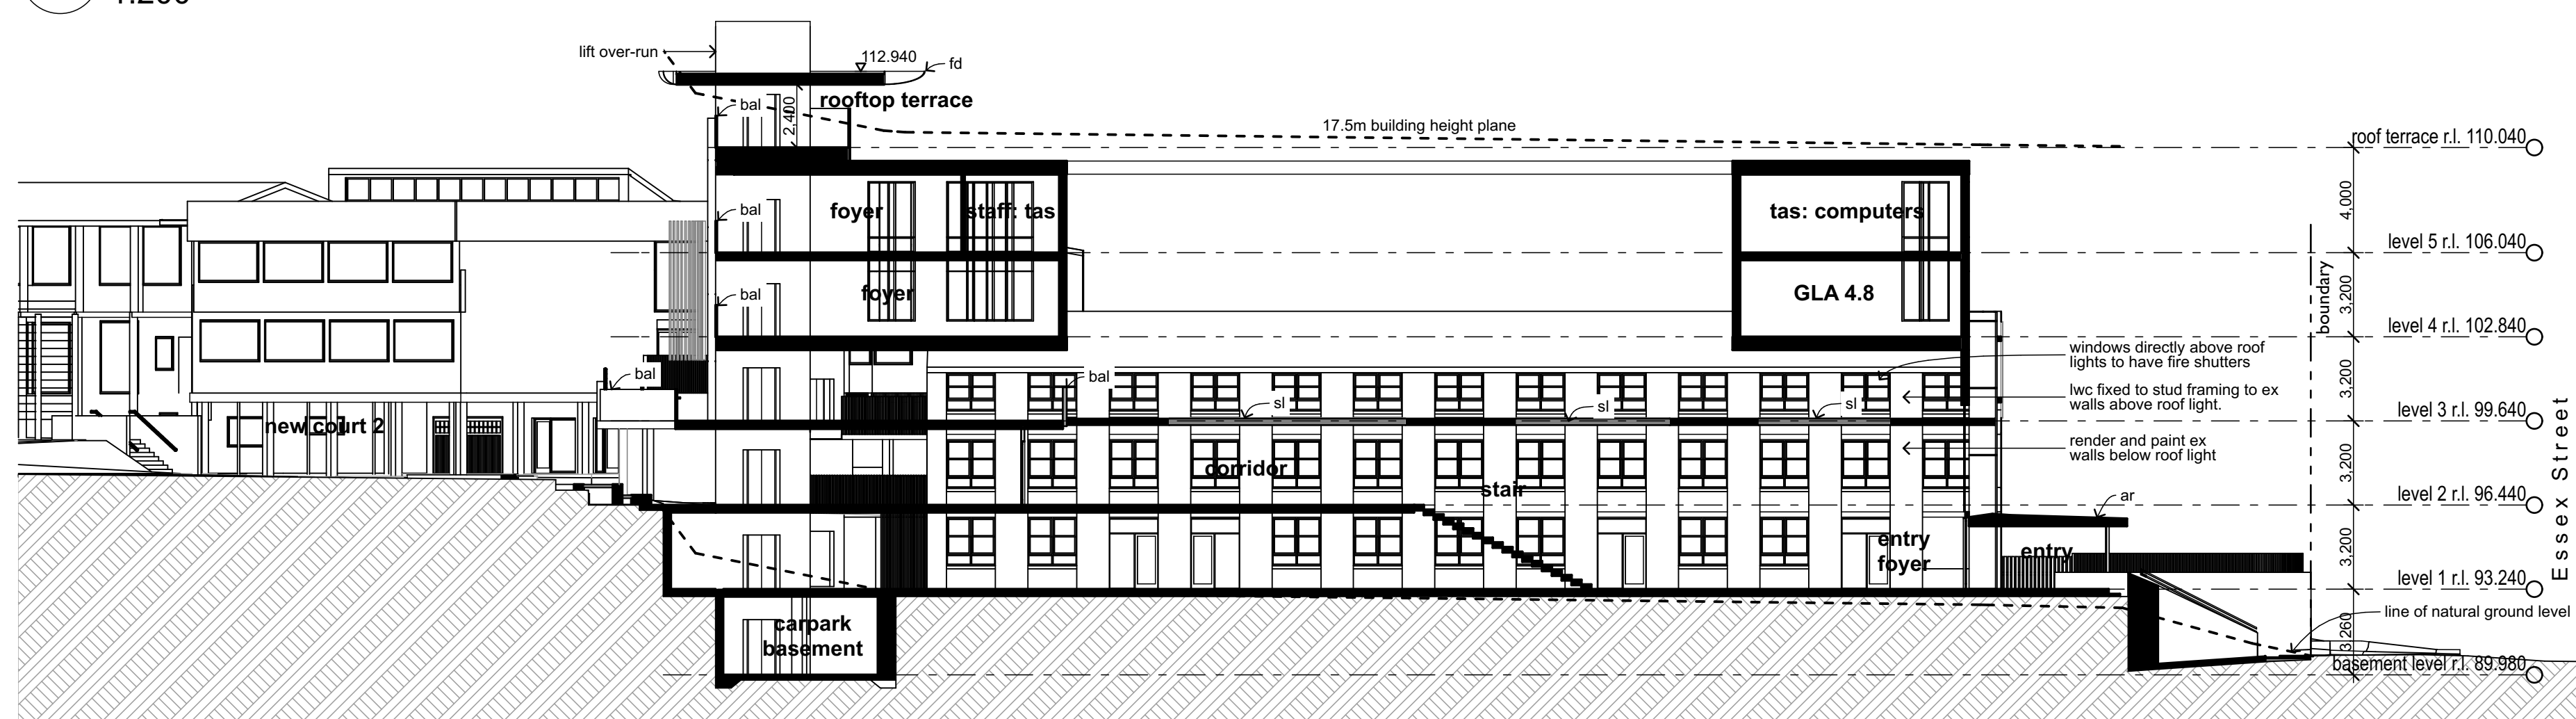 lift over-run
112.940
fd
bal
2,400
rooftop terrace
17.5m building height plane
roof terrace r.l. 110.040
4,000
bal
foyer
staff: tas
tas: computers
level 5 r.l. 106.040
bal
foyer
GLA 4.8
boundary
3,200
level 4 r.l. 102.840
windows directly above roof
lights to have fire shutters
bal
bal
lwc fixed to stud framing to ex
walls above roof light.
3,200
sl
sl
sl
level 3 r.l. 99.640
new court 2
render and paint ex
walls below roof light
3,200
corridor
stair
level 2 r.l. 96.440
ar
Essex Street
entry
foyer
entry
3,200
level 1 r.l. 93.240
line of natural ground level
carpark
basement
3,260
basement level r.l. 89.980